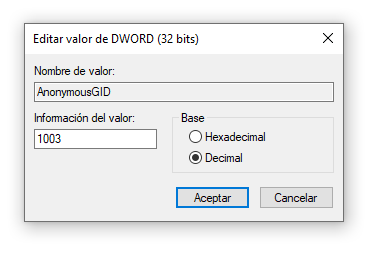 Editar valor de DWORD (32 bits)
Nombre de valor:
AnonymousGID
Información del valor:
1003
Base
Hexadecimal
Decimal
Aceptar
Cancelar